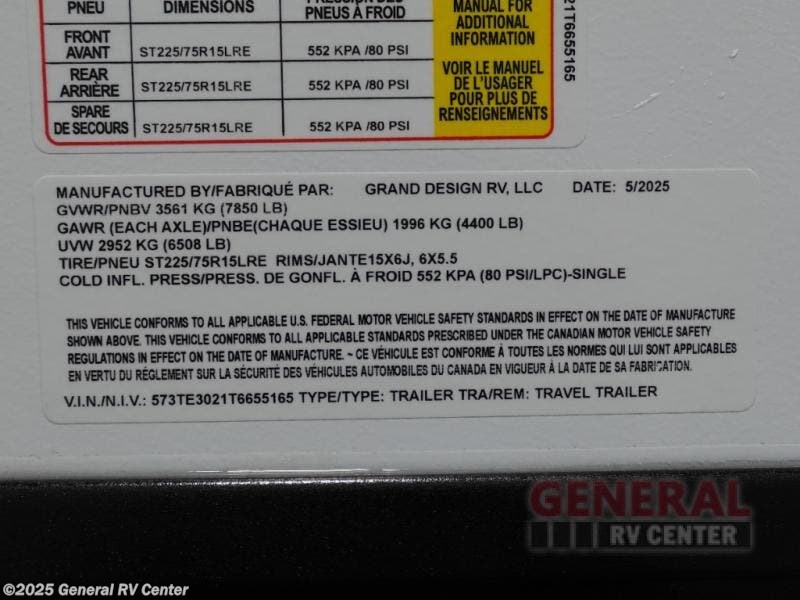 PNEU DIMENSIONS PNEUS À FROID
MANUAL FOR
ADDITIONAL
INFORMATION
FRONT
AVANT ST225/75R15LRE 552 KPA /80 PSI
REAR
ARRIÈRE ST225/75R15LRE 552 KPA /80 PSI
SPARE
DE SECOURS ST225/75R15LRE 552 KPA /80 PSI
VOIR LE MANUEL
DE L'USAGER
POUR PLUS DE
RENSEIGNEMENTS
21T6655165
MANUFACTURED BY/FABRIQUÉ PAR: GRAND DESIGN RV, LLC DATE: 5/2025
GVWR/PNBV 3561 KG (7850 LB)
GAWR (EACH AXLE)/PNBE(CHAQUE ESSIEU) 1996 KG (4400 LB)
UVW 2952 KG (6508 LB)
TIRE/PNEU ST225/75R15LRE RIMS/JANTE15X6J, 6X5.5
COLD INFL. PRESS/PRESS. DE GONFL. À FROID 552 KPA (80 PSI/LPC)-SINGLE
THIS VEHICLE CONFORMS TO ALL APPLICABLE U.S. FEDERAL MOTOR VEHICLE SAFETY STANDARDS IN EFFECT ON THE DATE OF MANUFACTURE
SHOWN ABOVE. THIS VEHICLE CONFORMS TO ALL APPLICABLE STANDARDS PRESCRIBED UNDER THE CANADIAN MOTOR VEHICLE SAFETY
REGULATIONS IN EFFECT ON THE DATE OF MANUFACTURE. ~ CE VÉHICULE EST CONFORME À TOUTES LES NORMES QUI LUI SONT APPLICABLES
EN VERTU DU RÉGLEMENT SUR LA SÉCURITÉ DES VÉHICULES AUTOMOBILES DU CANADA EN VIGUEUR À LA DATE DE SA FABRICATION.
V.I.N./N.I.V.: 573TE3021T6655165 TYPE/TYPE: TRAILER TRA/REM: TRAVEL TRAILER
GENERAL
RV CENTER
©2025 General RV Center